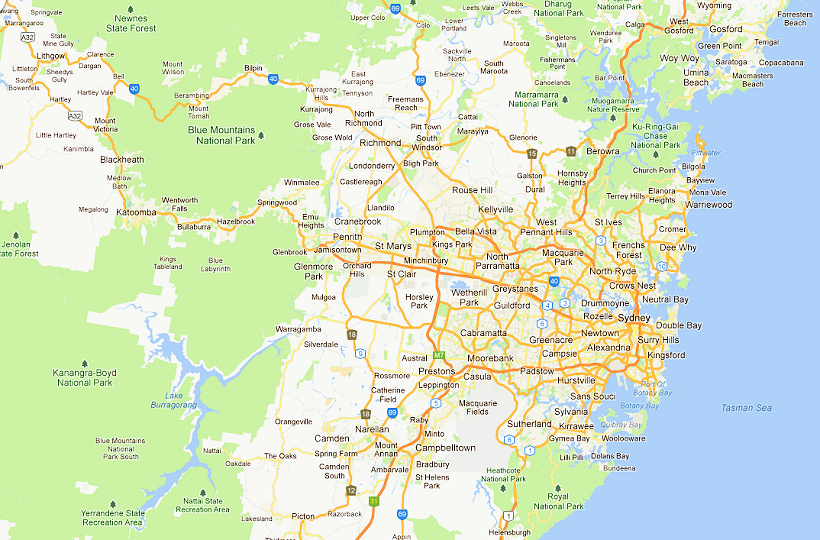 Wyoming
Springvale
Newnes
State Forest
69
Upper Colo
Colo
Leets Vale
Webbs
Creek
Lower
Portland
Dharug
National Park
Calga
West
Gosford
Gosford
Forresters
Beach
Marrangaroo
A32
State
Mine Gully
Lithgow
Clarence
Dargan
Littleton
Sheedys
Gully
South
Bowenfels
Hartley
Hartley Vale
Bell
40
Mount
Wilson
Bilpin
40
Berambing
Mount
Tomah
East
Kurrajong
Tennyson
Kurrajong
Hills
Kurrajong
Sackville
North
Ebenezer
69
South
Maroota
Maroota
Singletons
Mill
Fishermans
Point
Canoelands
Wendoree
Park
Green Point
Terrigal
Woy Woy
Saratoga
Copacabana
Umina
Beach
Macmasters
Beach
Bar Point
Marramarra
National Park
Muogamarra
Nature Reserve
Ku-Ring-Gai
Chase
National Park
A32
Mount
Victoria
Little Hartley
Kanimbla
Blackheath
Medlow
Bath
Megalong
Katoomba
Wentworth
Falls
Bullaburra
Hazelbrook
Springwood
Winmalee
Blue Mountains
National Park
Grose Vale
Grose Wold
North
Richmond
Richmond
Freemans
Reach
Pitt Town
South
Windsor
Bligh Park
Cattai
Marayiya
Glenorie
15
11
Berowra
Londonderry
Castlereagh
Llandilo
Cranebrook
Emu
Heights
Penrith
Jamisontown
Glenbrook
Glenmore
Park
Orchard
Hills
St Marys
St Clair
Rouse Hill
Galston
Dural
Hornsby
Heights
Kellyville
Plumpton
Kings Park
Bella Vista
West
Pennant Hills
St Ives
Terrey Hills
Church Point
Pittwater
Bilgola
Bayview
Mona Vale
Elanora
Heights
Warriewood
Cromer
Dee Why
Frenchs
Forest
3
10
Minchinbury
North
Parramatta
Macquarie
Park
North Ryde
Crows Nest
Neutral Bay
Jenolan
State Forest
Kings
Tableland
Blue
Labyrinth
Mulgoa
Warragamba
Silverdale
18
9
Horsley
Park
Wetherill
Park
Greystanes
Guildford
40
4
3
6
Drummoyne
Rozelle
Sydney
Double Bay
Newtown
Surry Hills
Alexandria
Kingsford
Cabramatta
Greenacre
Campsie
Austral
M7
Moorebank
Prestons
Casula
Padstow
Hurstville
Sans Souci
Port Of
Botany Bay
Botany Bay
Rossmore
Leppington
Catherine
Field
5
89
18
Macquarie
Fields
Raby
Minto
Narellan
Camden
Mount
Annan
Campbelltown
Spring Farm
Camden
South
Ambarvale
Bradbury
St Helens
Park
Kanangra-Boyd
National Park
Lake
Burragorang
Blue Mountains
National Park
South
Orangeville
Nattai
Oakdale
The Oaks
Nattai State
Recreation Area
Yerranderie State
Recreation Area
Lakesland
Picton
Razorback
Thirlmere
12
31
69
Appin
Sylvania
Sutherland
Kirrawee
Quibray Bay
6
1
Gymea Bay
Woolooware
Lilli
Dolans Bay
Bundeena
Heathcote
National Park
Royal
National Park
1
Helensburgh
Tasman Sea